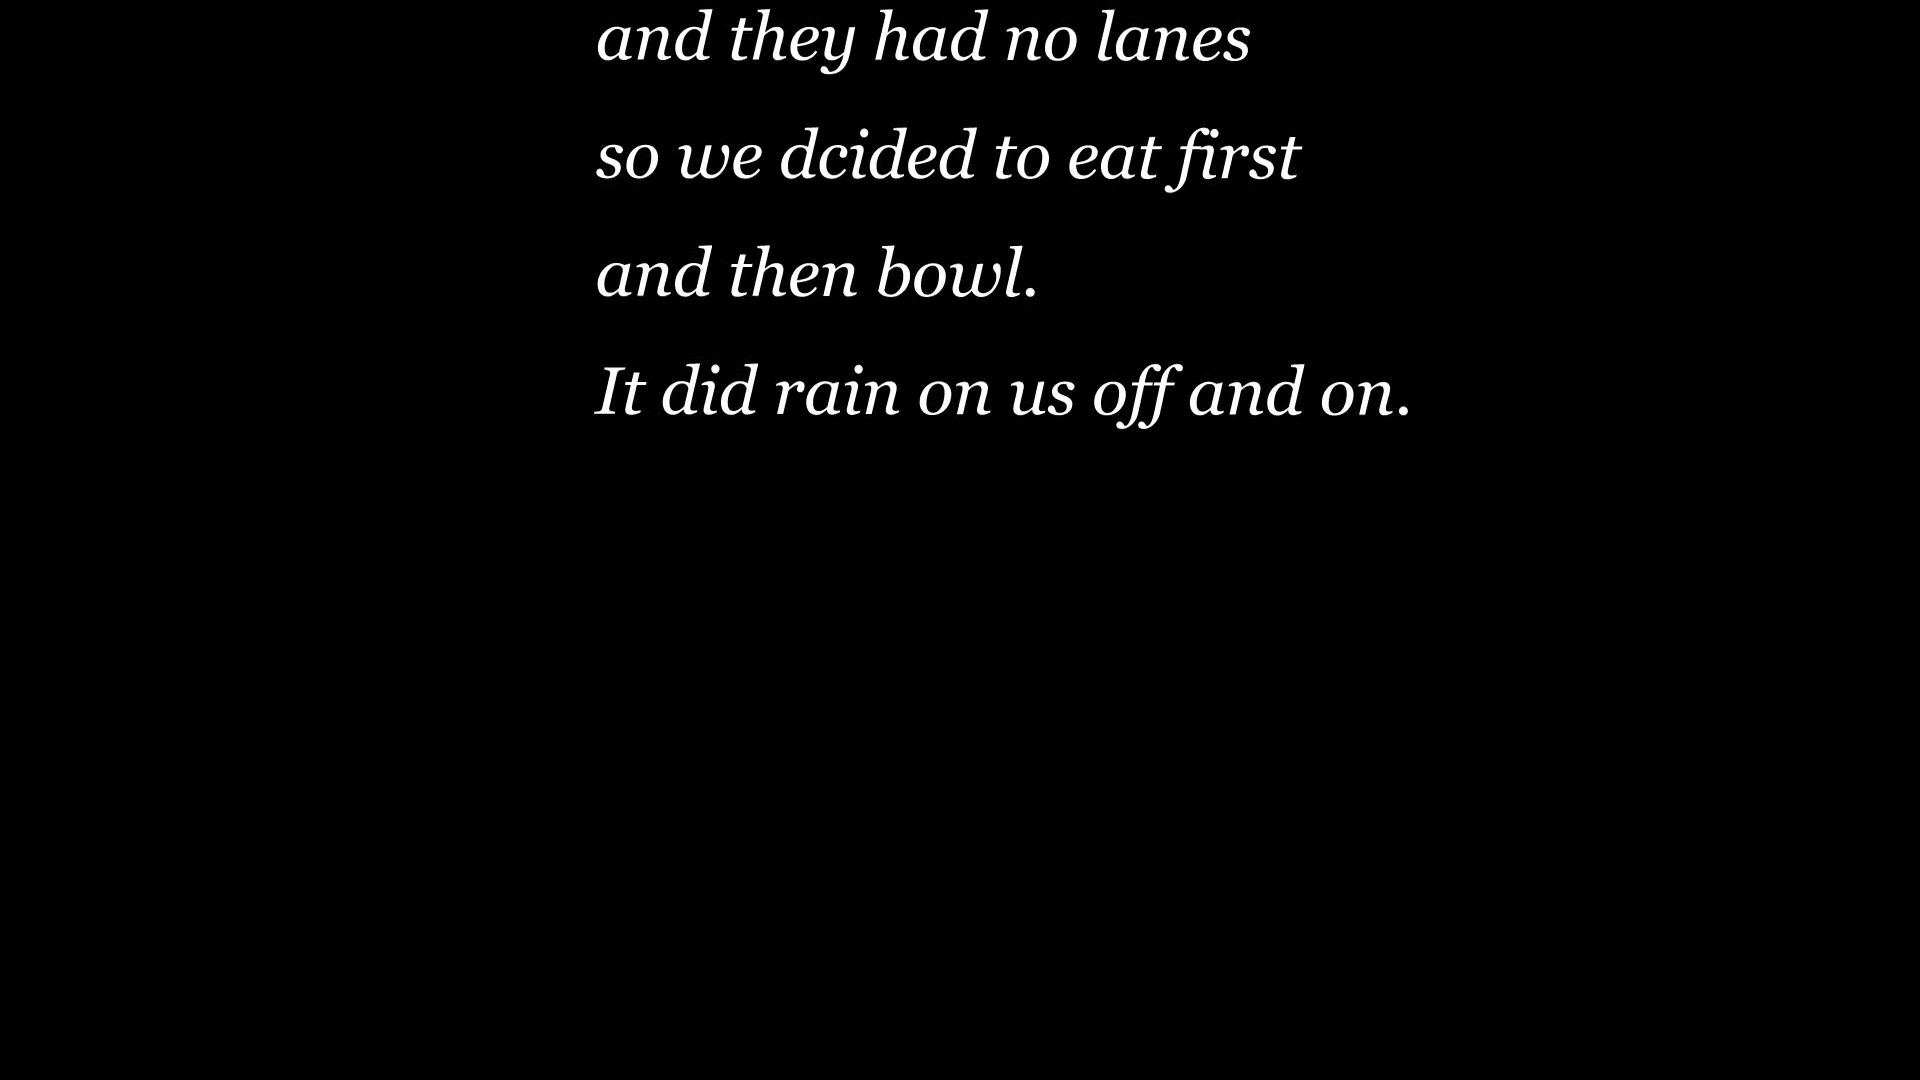 and they had no lanes
so we dcided to eat first
and then bowl.
It did rain on us off and on.